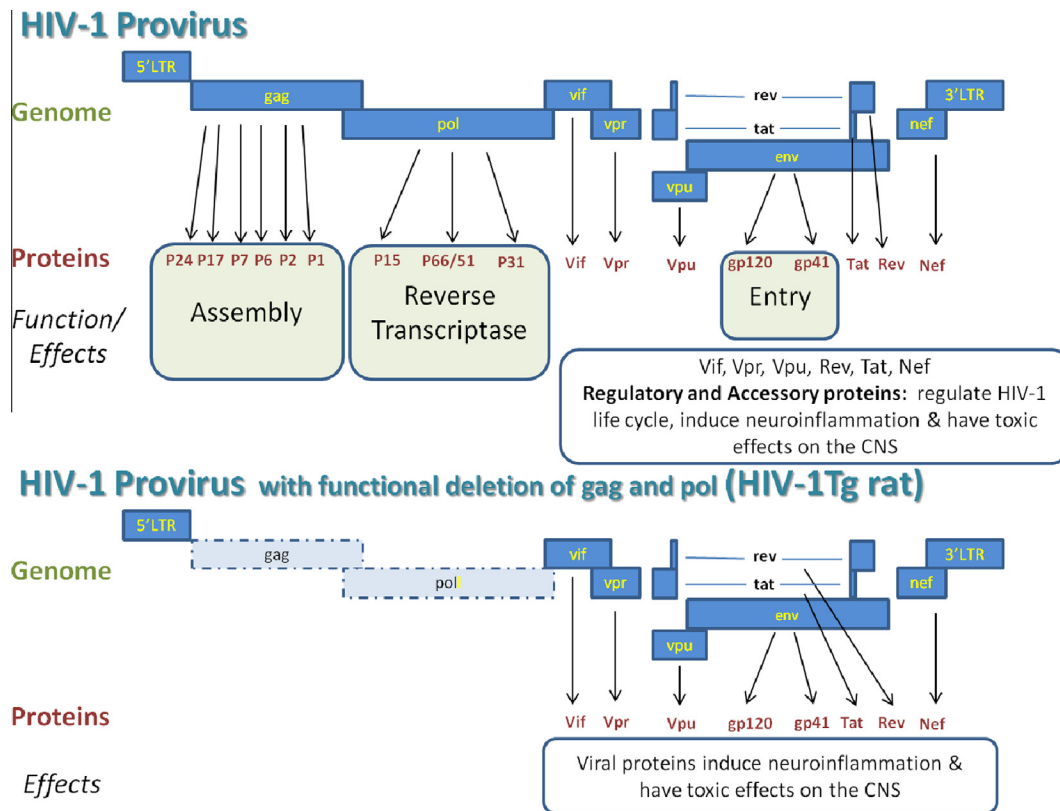 HIV-1 Provirus
5'LTR
gag
pol
vif
vpr
rev
tat
env
vpu
nef
3'LTR
Genome
Proteins
P24 P17 P7 P6 P2 P1
P15 P66/51 P31
Vif Vpr Vpu gp120 gp41 Tat Rev Nef
Function/
Effects
Assembly
Reverse
Transcriptase
Entry
Vif, Vpr, Vpu, Rev, Tat, Nef
Regulatory and Accessory proteins: regulate HIV-1
life cycle, induce neuroinflammation & have toxic
effects on the CNS
HIV-1 Provirus with functional deletion of gag and pol (HIV-1Tg rat)
5'LTR
gag
pol
vif
vpr
rev
tat
env
vpu
nef
3'LTR
Genome
Proteins
Vif Vpr Vpu gp120 gp41 Tat Rev Nef
Effects
Viral proteins induce neuroinflammation &
have toxic effects on the CNS